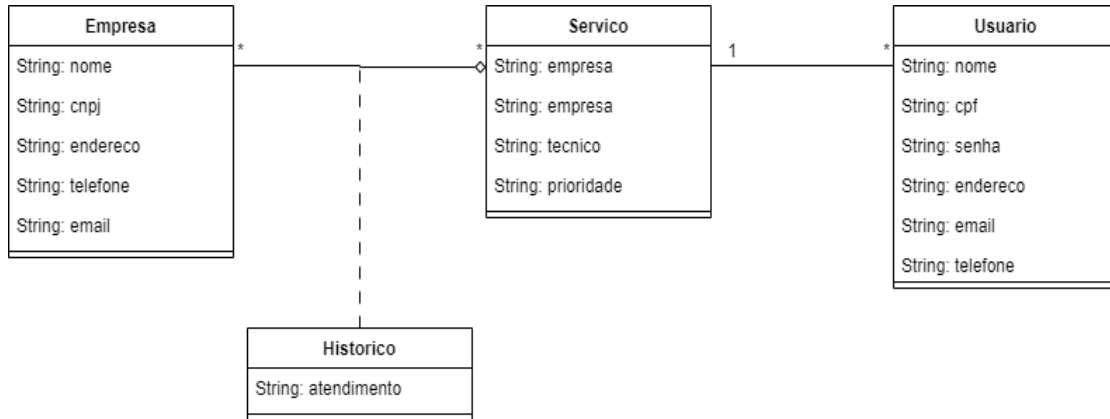 Empresa
String: nome
String: cnpj
String: endereco
String: telefone
String: email
*
*
Servico
String: empresa
String: empresa
String: tecnico
String: prioridade
1
*
Usuario
String: nome
String: cpf
String: senha
String: endereco
String: email
String: telefone
Historico
String: atendimento